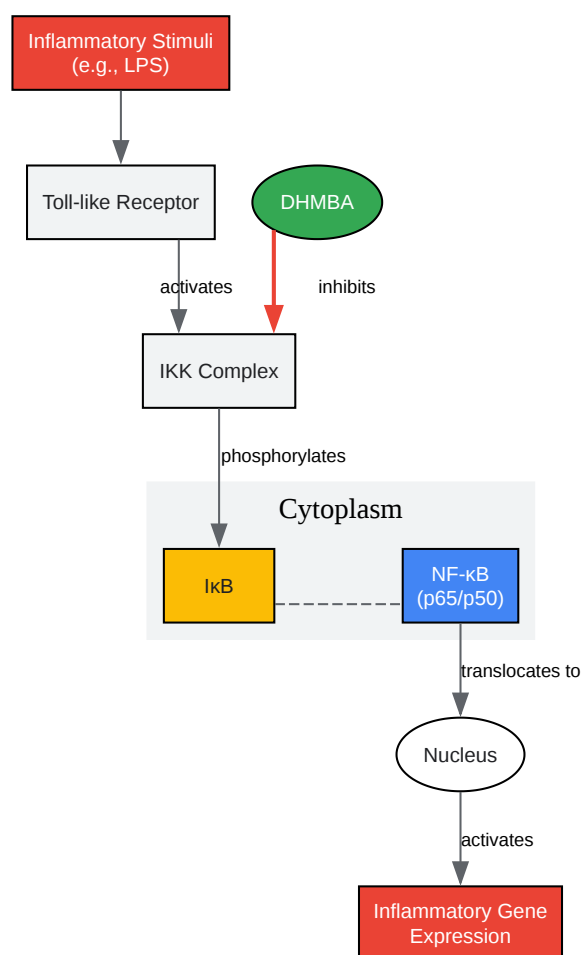 Inflammatory Stimuli
(e.g., LPS)
Toll-like Receptor
DHMBA
activates
inhibits
IKK Complex
phosphorylates
Cytoplasm
IκB
NF-κB
(p65/p50)
translocates to
Nucleus
activates
Inflammatory Gene
Expression